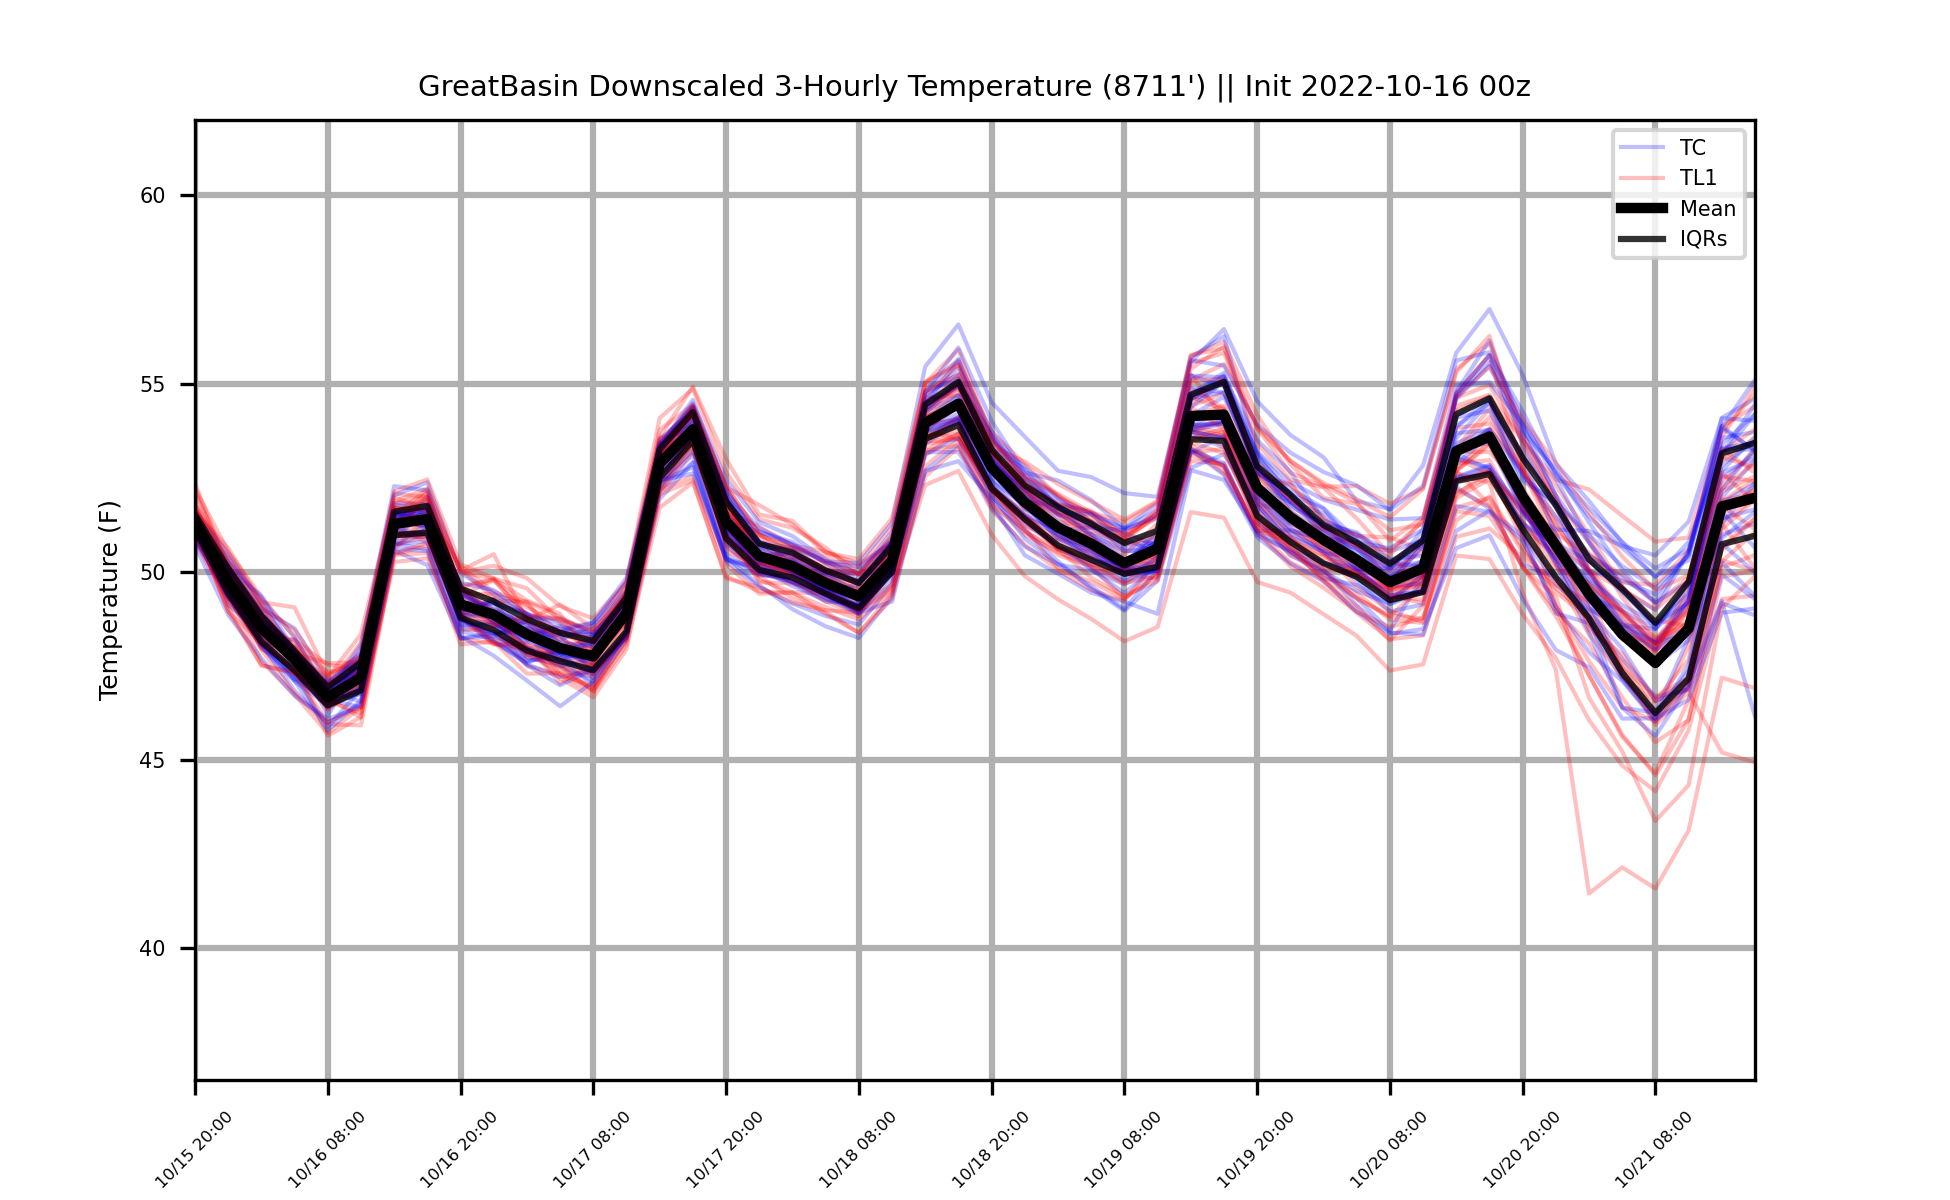 GreatBasin Downscaled 3-Hourly Temperature (8711') || Init 2022-10-16 00z
TC
TL1
Mean
IQRs
Temperature (F)
60
55
50
45
40
10/15 20:00
10/16 08:00
10/16 20:00
10/17 08:00
10/17 20:00
10/18 08:00
10/18 20:00
10/19 08:00
10/19 20:00
10/20 08:00
10/20 20:00
10/21 08:00